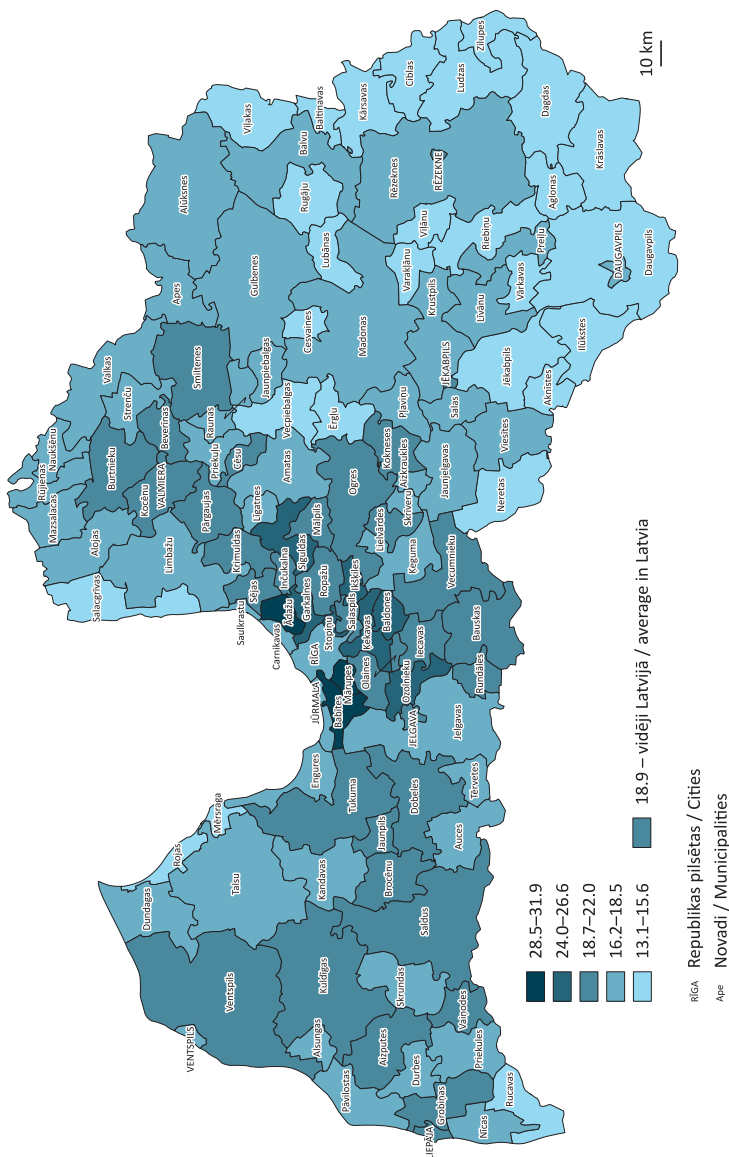 Rūjienas
Naukšēnu
Mazsalacas
Valkas
Strenču
Burtnieku
Alojas
Salacgrīvas
Kocēnu
VALMIERA
Beverīnas
Smiltenes
Apes
Alūksnes
Viļakas
Limbažu
Pārgaujas
Priekuļu
Raunas
Cēsu
Krimuldas
Līgatnes
Amatas
Jaunpiebalgas
Vecpiebalgas
Gulbenes
Balvu
Baltinavas
Rugāju
Lubānas
Cesvaines
Madonas
Ērgļu
Kārsavas
Ciblas
Ludzas
Zilupes
Saulkrastu
Sējas
Inčukalna
Siguldas
Mālpils
Carnikavas
Ādažu
Garkalnes
Ropažu
Ogres
RĪGA
Stopiņu
Salaspils
Ikšķiles
Lielvārdes
Skrīveru
Aizkraukles
Kokneses
Pļaviņu
Krustpils
Varakļānu
Viļānu
Rēzeknes
RĒZEKNE
Dagdas
JŪRMALA
Babītes
Mārupes
Olaines
Ķekavas
Baldones
Ķeguma
Jaunjelgavas
Salas
JĒKABPILS
Līvānu
Riebiņu
Preiļu
Vārkavas
Aglonas
Krāslavas
Engures
Tukuma
JELGAVA
Ozolnieku
Iecavas
Vecumnieku
Neretas
Viesītes
Jēkabpils
Aknīstes
Ilūkstes
DAUGAVPILS
Daugavpils
Dundagas
Rojas
Mērsraga
Talsu
Kandavas
Jaunpils
Dobeles
Jelgavas
Rundāles
Bauskas
VENTSPILS
Ventspils
Kuldīgas
Saldus
Brocēnu
Auces
Tērvetes
Alsungas
Skrundas
Pāvilostas
Aizputes
Durbes
Vaiņodes
Priekules
Grobiņas
LIEPĀJA
Nīcas
Rucavas
10 km
28.5–31.9
24.0–26.6
18.7–22.0
16.2–18.5
13.1–15.6
18.9 – vidēji Latvijā / average in Latvia
RĪGA Republikas pilsētas / Cities
Ape Novadi / Municipalities